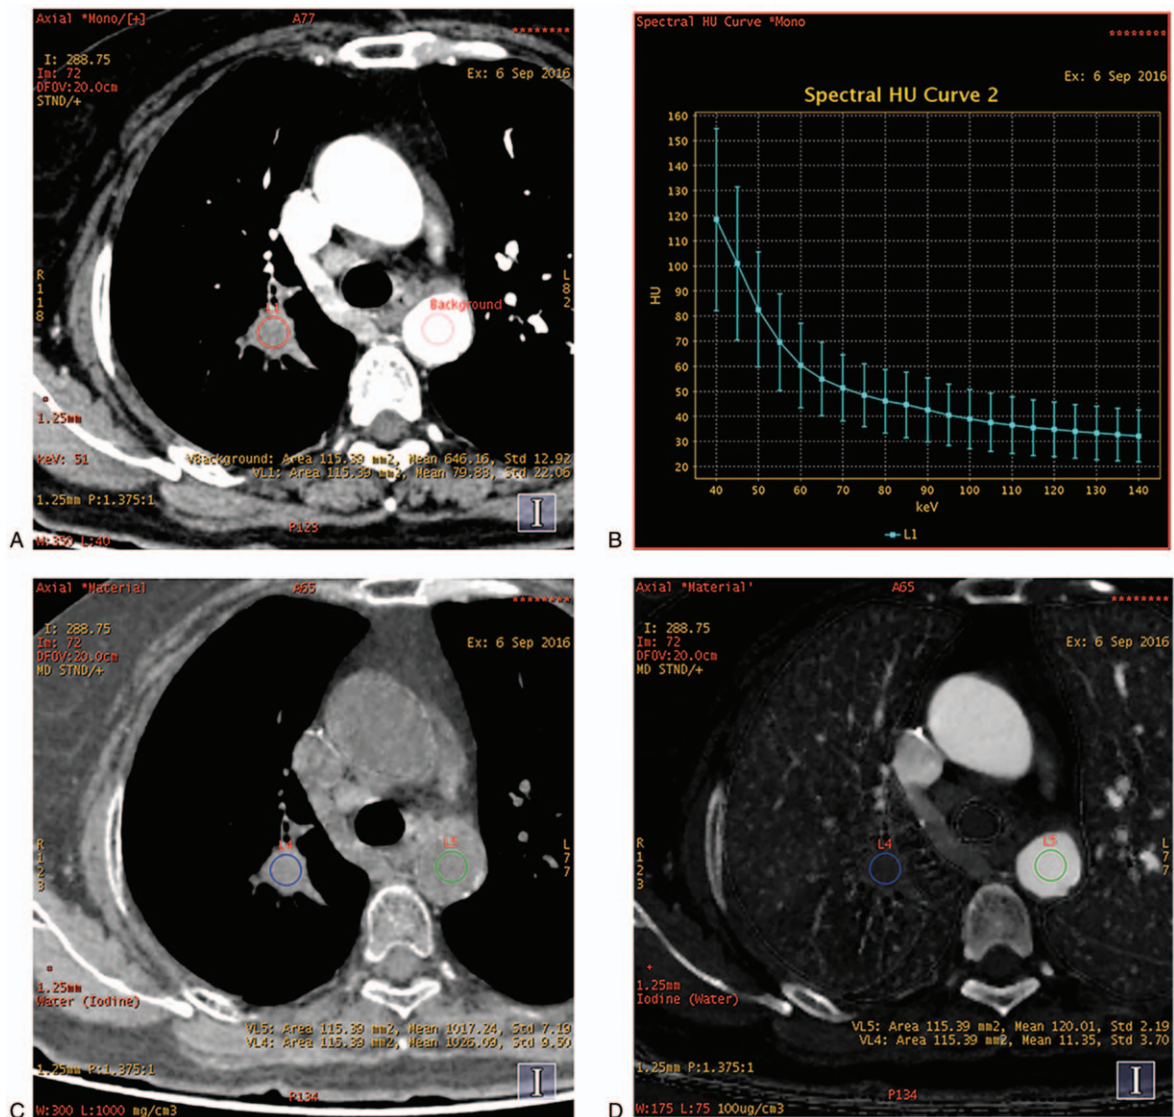 Axial *Mono/[+]
A77
********
I: 288.75
Im: 72
DFOV:20.0cm
STND/+
Ex: 6 Sep 2016
R
1
1
8
L
8
2
L1
Background
1.25mm
keV: 51
VBackground: Area 115.39 mm2, Mean 646.16, Std 12.92
VL1: Area 115.39 mm2, Mean 79.83, Std 22.06
1.25mm P:1.375:1
I
P123
W:350 L:40
A
Spectral HU Curve *Mono
********
Ex: 6 Sep 2016
Spectral HU Curve 2
160
150
140
130
120
110
100
90
80
70
60
50
40
30
20
HU
40 50 60 70 80 90 100 110 120 130 140
keV
L1
B
Axial *Material
A65
********
I: 288.75
Im: 72
DFOV:20.0cm
MD STND/+
Ex: 6 Sep 2016
R
1
2
3
L
7
7
L4
L5
1.25mm
Water (Iodine)
VL5: Area 115.39 mm2, Mean 1017.24, Std 7.19
VL4: Area 115.39 mm2, Mean 1026.09, Std 9.50
1.25mm P:1.375:1
I
P134
W:300 L:1000 mg/cm3
C
Axial *Material'
A65
********
I: 288.75
Im: 72
DFOV:20.0cm
MD STND/+
Ex: 6 Sep 2016
R
1
2
3
L
7
7
L4
L5
1.25mm
Iodine (Water)
VL5: Area 115.39 mm2, Mean 120.01, Std 2.19
VL4: Area 115.39 mm2, Mean 11.35, Std 3.70
1.25mm P:1.375:1
I
P134
W:175 L:75 100ug/cm3
D